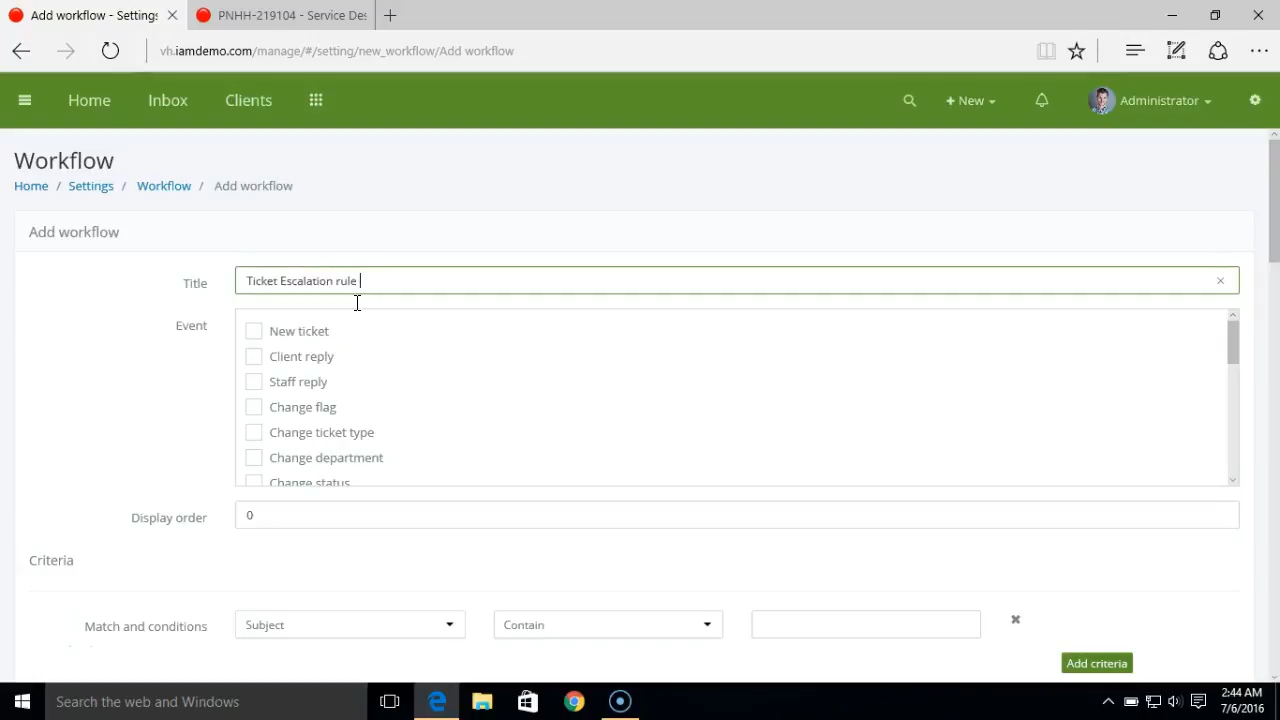 Add workflow - Settings
PNHH-219104 - Service Des
vh.iamdemo.com/manage/#/setting/new_workflow/Add workflow
Home Inbox Clients + New Administrator
Workflow
Home / Settings / Workflow / Add workflow
Add workflow
Title Ticket Escalation rule
Event
New ticket
Client reply
Staff reply
Change flag
Change ticket type
Change department
Change status
Display order 0
Criteria
Match and conditions Subject Contain
Add criteria
Search the web and Windows
2:44 AM
7/6/2016